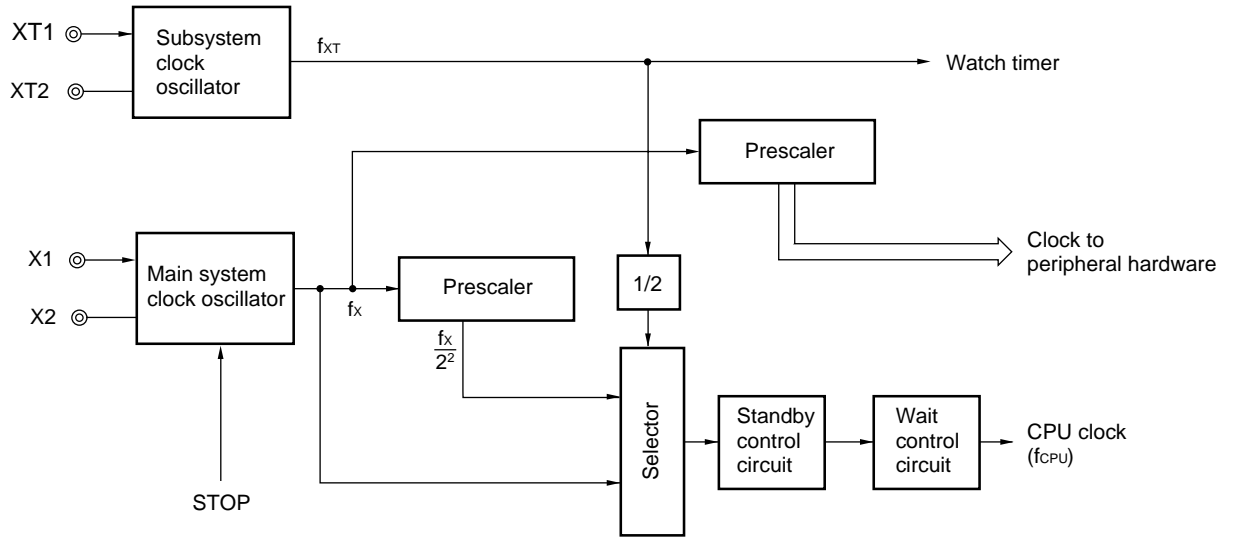 XT1
XT2
Subsystem
clock
oscillator
fXT
Watch timer
Prescaler
Clock to
peripheral hardware
X1
X2
Main system
clock oscillator
fX
Prescaler
1/2
fX
2²
Selector
Standby
control
circuit
Wait
control
circuit
CPU clock
(fCPU)
STOP